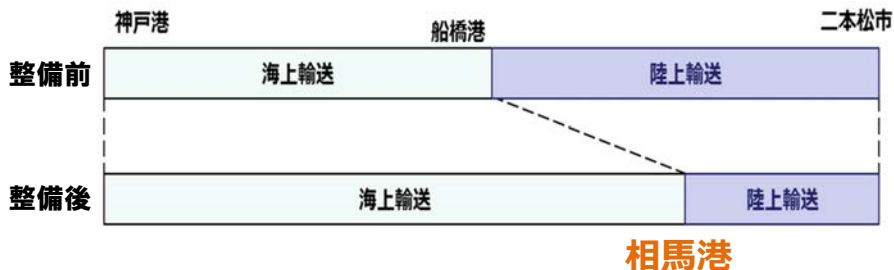 神戸港
船橋港
二本松市
整備前
海上輸送
陸上輸送
整備後
海上輸送
陸上輸送
相馬港